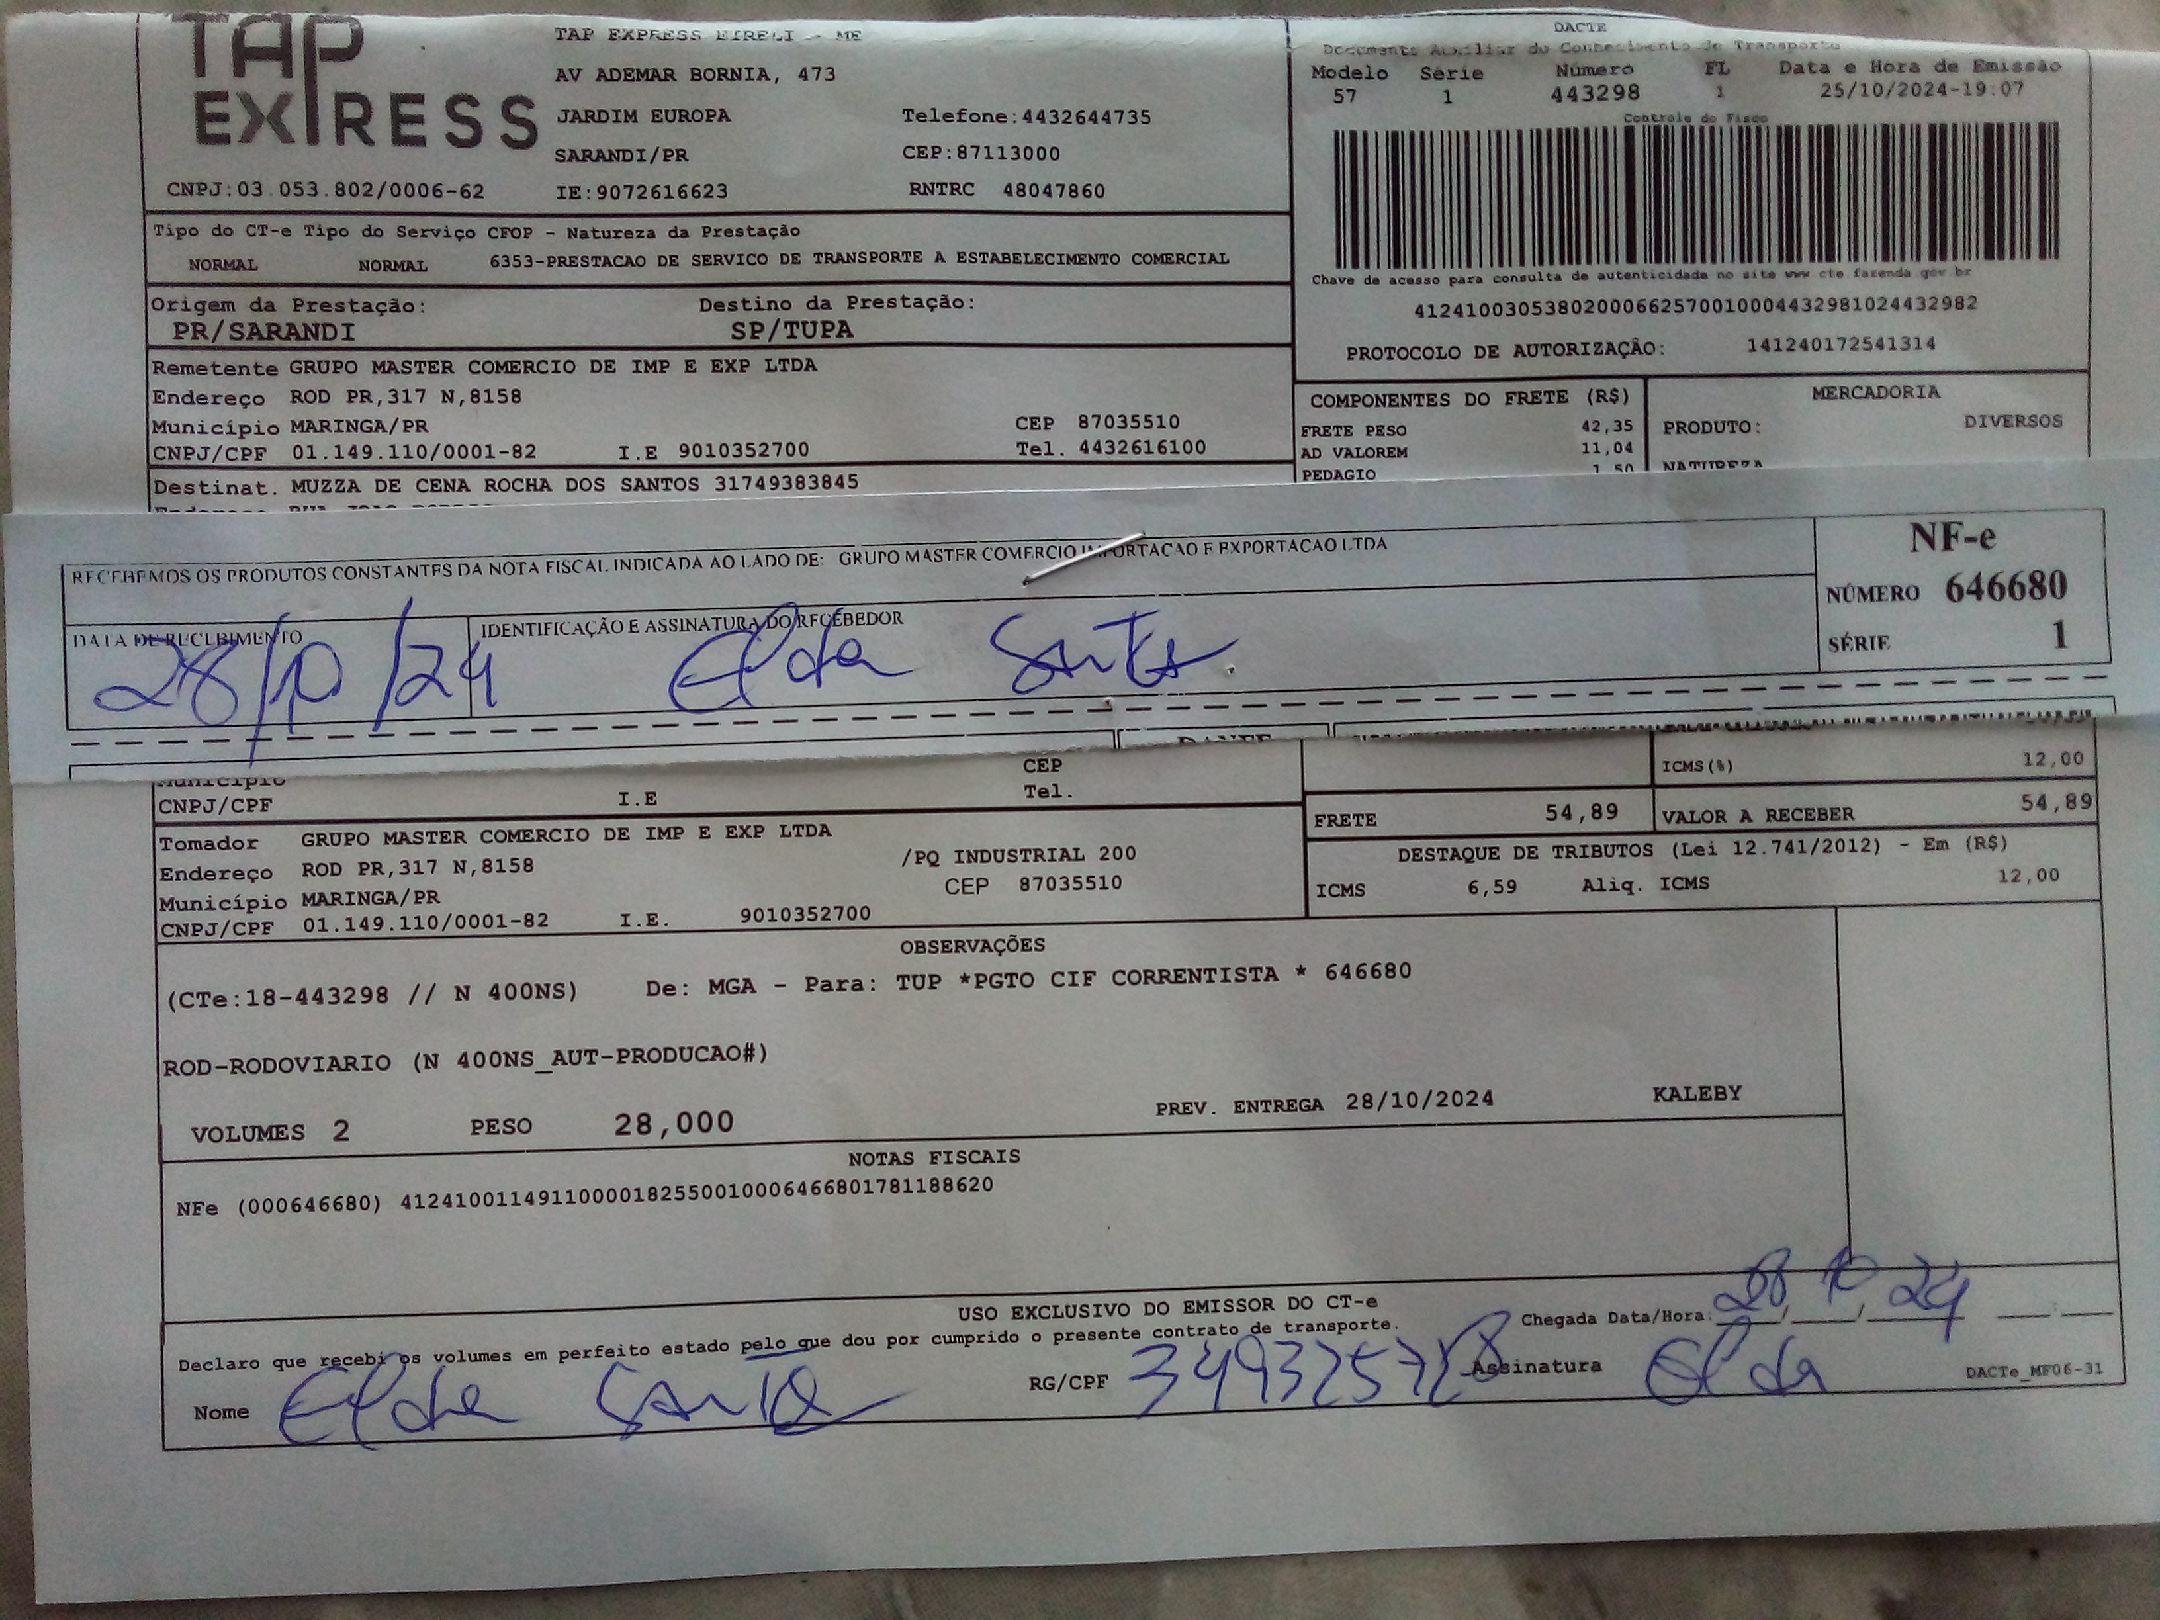 TAP
EXPRESS
TAP EXPRESS EIRELI - ME
AV ADEMAR BORNIA, 473
JARDIM EUROPA Telefone:4432644735
SARANDI/PR CEP:87113000
CNPJ:03.053.802/0006-62 IE:9072616623 RNTRC 48047860
DACTE
Documento Auxiliar do Conhecimento de Transporte
Modelo Série Número FL Data e Hora de Emissão
57 1 443298 1 25/10/2024-19:07
Controle do Fisco
Chave de acesso para consulta de autenticidade no site www cte fazenda gov br
41241003053802000662570010004432981024432982
PROTOCOLO DE AUTORIZAÇÃO: 141240172541314
Tipo do CT-e Tipo do Serviço CFOP - Natureza da Prestação
NORMAL NORMAL 6353-PRESTACAO DE SERVICO DE TRANSPORTE A ESTABELECIMENTO COMERCIAL
Origem da Prestação: Destino da Prestação:
PR/SARANDI SP/TUPA
Remetente GRUPO MASTER COMERCIO DE IMP E EXP LTDA
Endereço ROD PR,317 N,8158
Município MARINGA/PR CEP 87035510
CNPJ/CPF 01.149.110/0001-82 I.E 9010352700 Tel. 4432616100
Destinat. MUZZA DE CENA ROCHA DOS SANTOS 31749383845
COMPONENTES DO FRETE (R$) MERCADORIA
FRETE PESO 42,35 PRODUTO: DIVERSOS
AD VALOREM 11,04
PEDAGIO 1,50 NATUREZA
RECEBEMOS OS PRODUTOS CONSTANTES DA NOTA FISCAL INDICADA AO LADO DE: GRUPO MASTER COMERCIO IMPORTACAO E EXPORTACAO LTDA
DATA DE RECEBIMENTO IDENTIFICAÇÃO E ASSINATURA DO RECEBEDOR
28/10/24 Elda Santos
NF-e
NÚMERO 646680
SÉRIE 1
DANFE
Município CEP
CNPJ/CPF I.E Tel.
ICMS(%) 12,00
FRETE 54,89 VALOR A RECEBER 54,89
Tomador GRUPO MASTER COMERCIO DE IMP E EXP LTDA
Endereço ROD PR,317 N,8158 /PQ INDUSTRIAL 200
Município MARINGA/PR CEP 87035510
CNPJ/CPF 01.149.110/0001-82 I.E. 9010352700
DESTAQUE DE TRIBUTOS (Lei 12.741/2012) - Em (R$)
ICMS 6,59 Aliq. ICMS 12,00
OBSERVAÇÕES
(CTe:18-443298 // N 400NS) De: MGA - Para: TUP *PGTO CIF CORRENTISTA * 646680
ROD-RODOVIARIO (N 400NS_AUT-PRODUCAO#)
VOLUMES 2 PESO 28,000 PREV. ENTREGA 28/10/2024 KALEBY
NOTAS FISCAIS
NFe (000646680) 41241001149110000182550010006466801781188620
USO EXCLUSIVO DO EMISSOR DO CT-e
Declaro que recebi os volumes em perfeito estado pelo que dou por cumprido o presente contrato de transporte.
Chegada Data/Hora: 28/10/24
Nome Elda Santos RG/CPF Assinatura Elda
DACTe_MF06-31